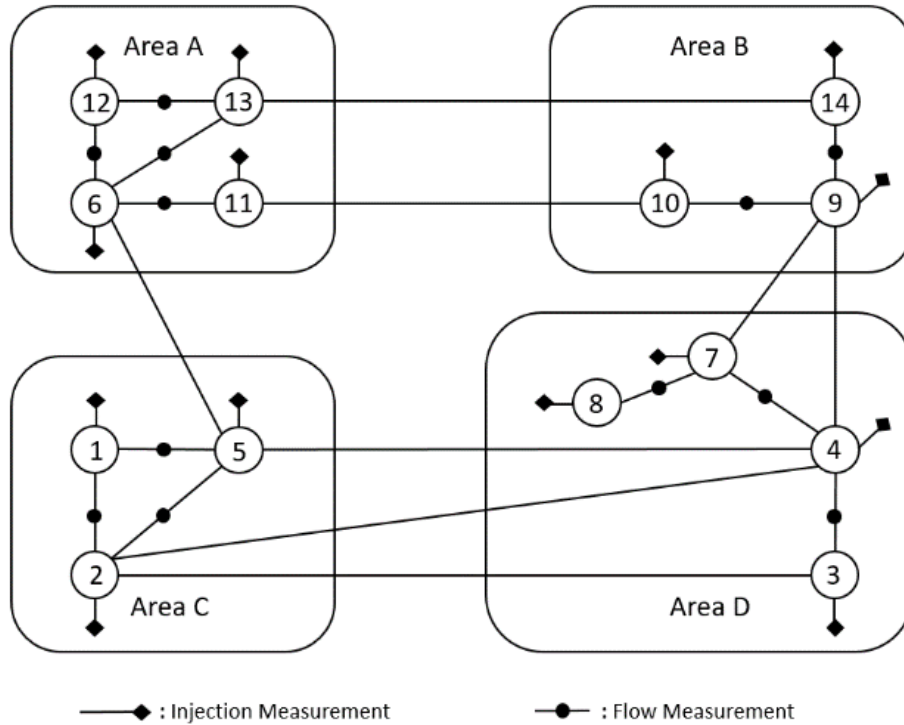 Area A
Area B
12
13
14
6
11
10
9
7
8
1
5
4
2
3
Area C
Area D
: Injection Measurement
: Flow Measurement